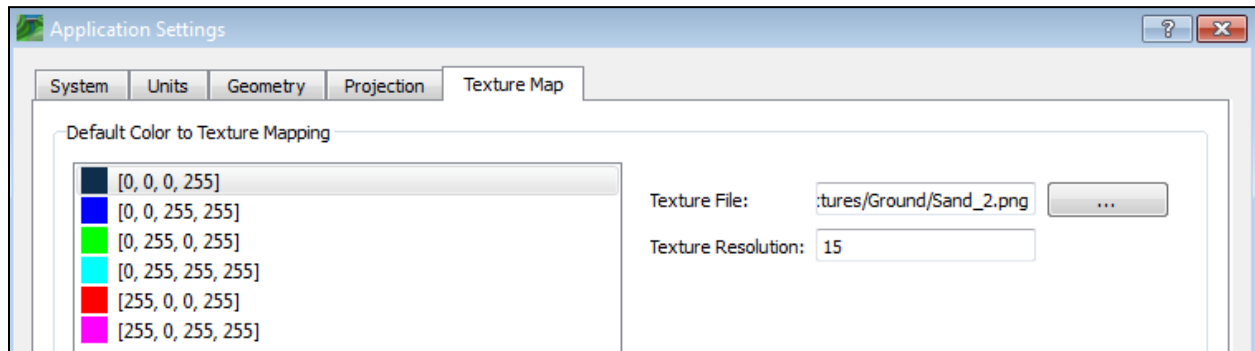 Application Settings
System Units Geometry Projection Texture Map
Default Color to Texture Mapping
[0, 0, 0, 255]
[0, 0, 255, 255]
[0, 255, 0, 255]
[0, 255, 255, 255]
[255, 0, 0, 255]
[255, 0, 255, 255]
Texture File: :tures/Ground/Sand_2.png ...
Texture Resolution: 15